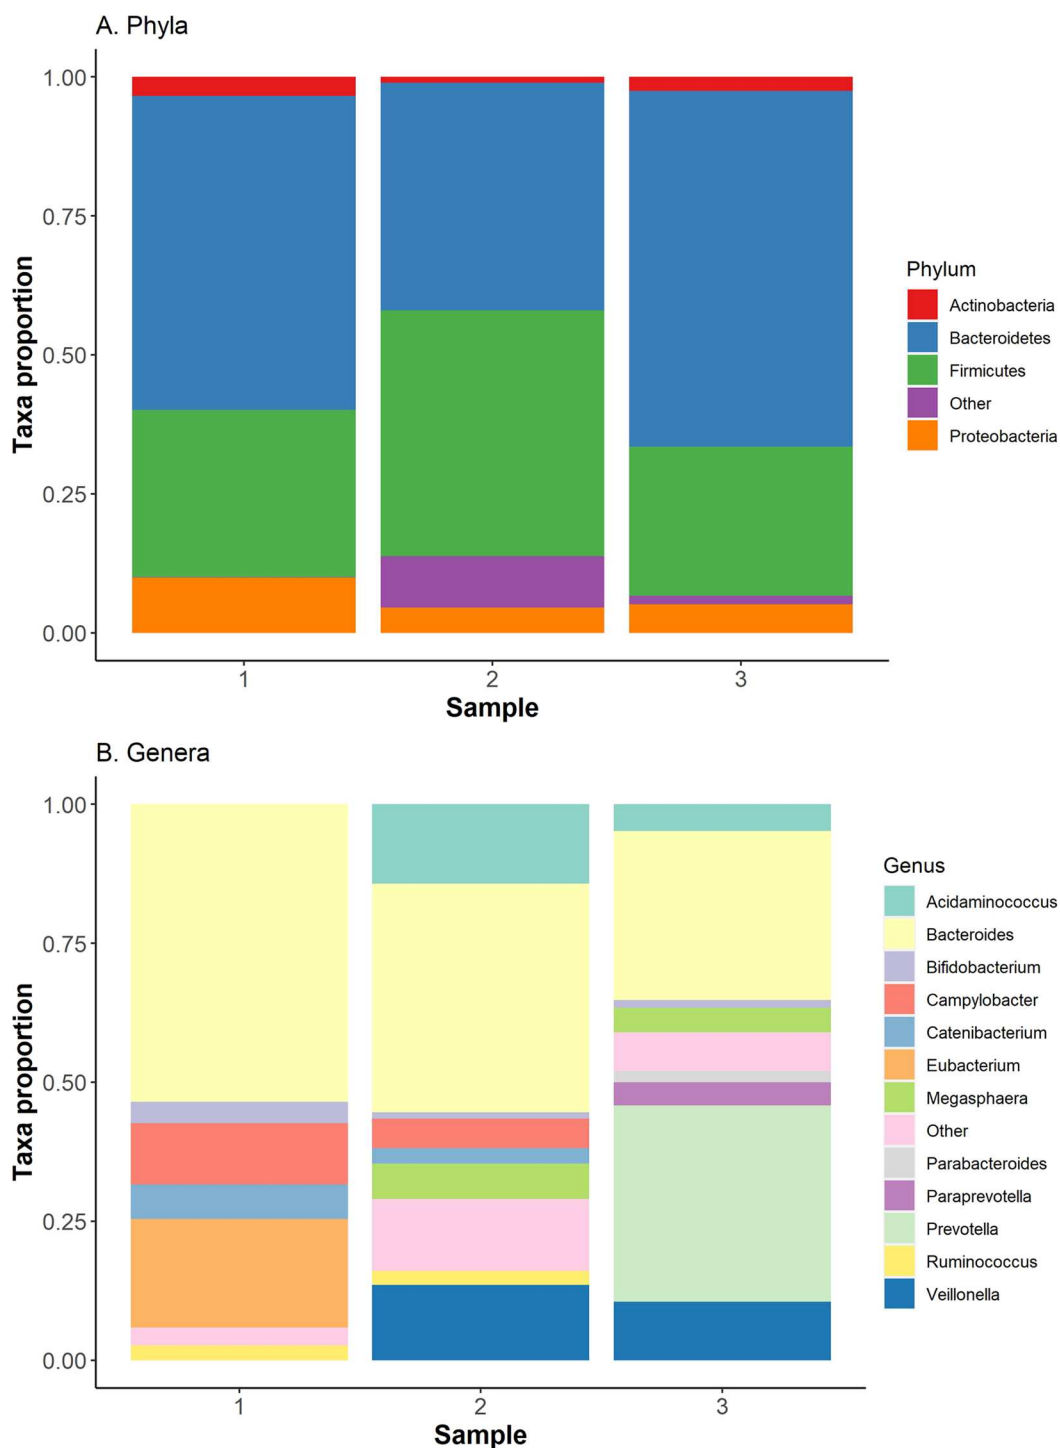 A. Phyla
1.00
0.75
0.50
0.25
0.00
Taxa proportion
1 2 3
Sample
Phylum
Actinobacteria
Bacteroidetes
Firmicutes
Other
Proteobacteria
B. Genera
1.00
0.75
0.50
0.25
0.00
Taxa proportion
1 2 3
Sample
Genus
Acidaminococcus
Bacteroides
Bifidobacterium
Campylobacter
Catenibacterium
Eubacterium
Megasphaera
Other
Parabacteroides
Paraprevotella
Prevotella
Ruminococcus
Veillonella